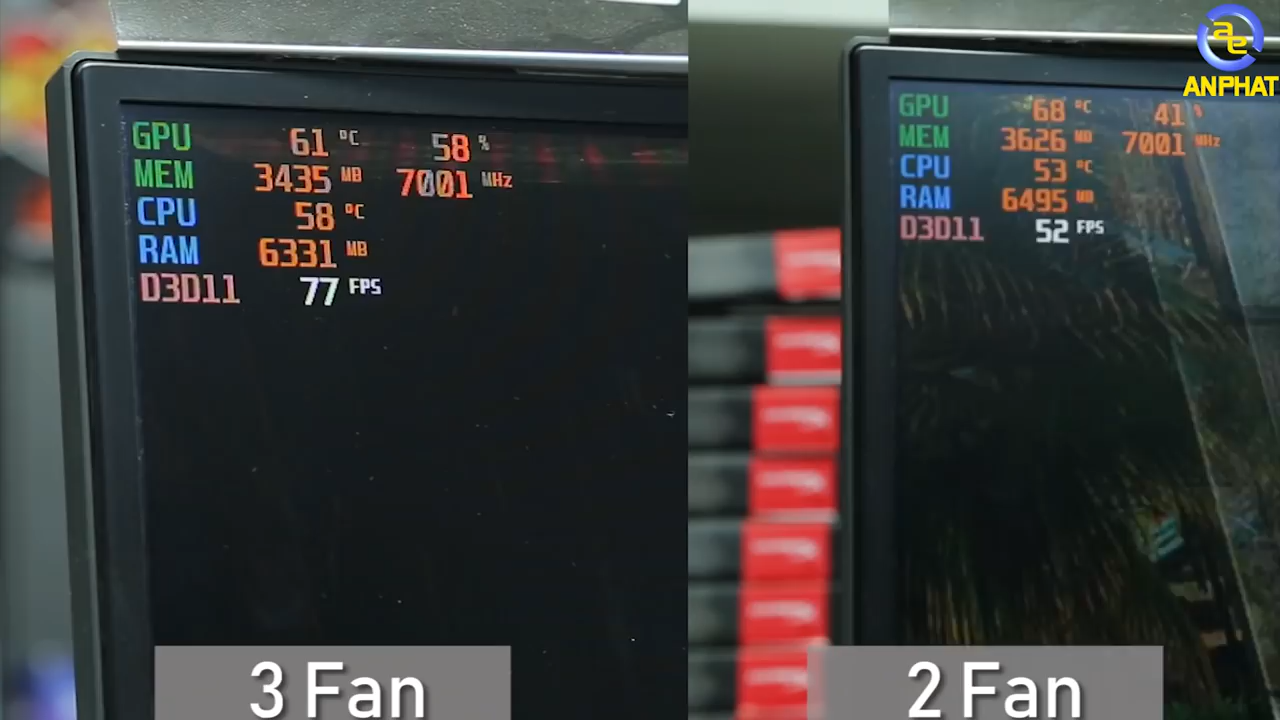 GPU 61 °C 58 %
MEM 3435 MB 7001 MHz
CPU 58 °C
RAM 6331 MB
D3D11 77 FPS
3 Fan
GPU 68 °C 41 %
MEM 3626 MB 7001 MHz
CPU 53 °C
RAM 6495 MB
D3D11 52 FPS
2 Fan
ae
ANPHAT